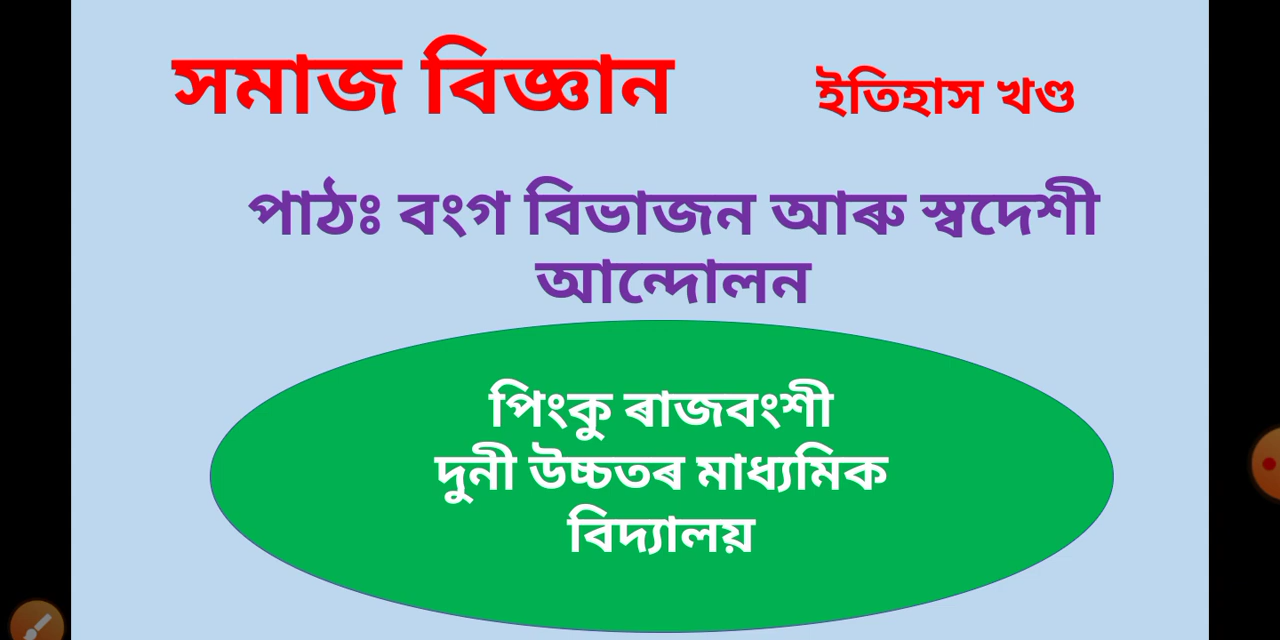 সমাজ বিজ্ঞান ইতিহাস খণ্ড
পাঠঃ বংগ বিভাজন আৰু স্বদেশী
আন্দোলন
পিংকু ৰাজবংশী
দুনী উচ্চতৰ মাধ্যমিক
বিদ্যালয়